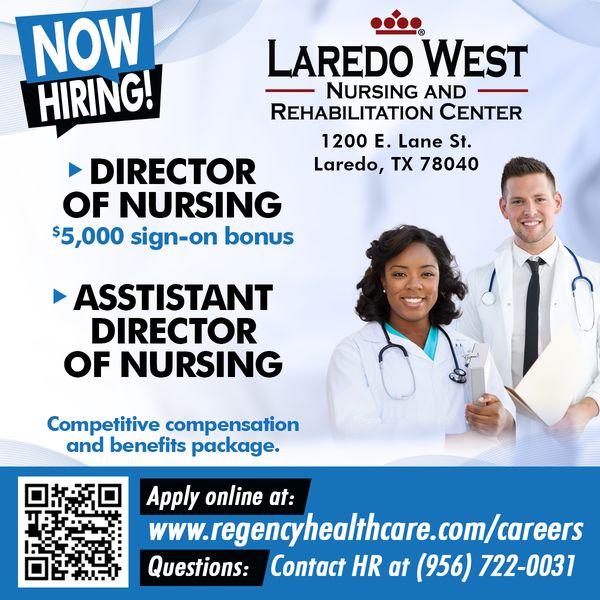 NOW
HIRING!
LAREDO WEST
NURSING AND
REHABILITATION CENTER
1200 E. Lane St.
Laredo, TX 78040
DIRECTOR
OF NURSING
$5,000 sign-on bonus
ASSTISTANT
DIRECTOR
OF NURSING
Competitive compensation
and benefits package.
Apply online at:
www.regencyhealthcare.com/careers
Questions: Contact HR at (956) 722-0031